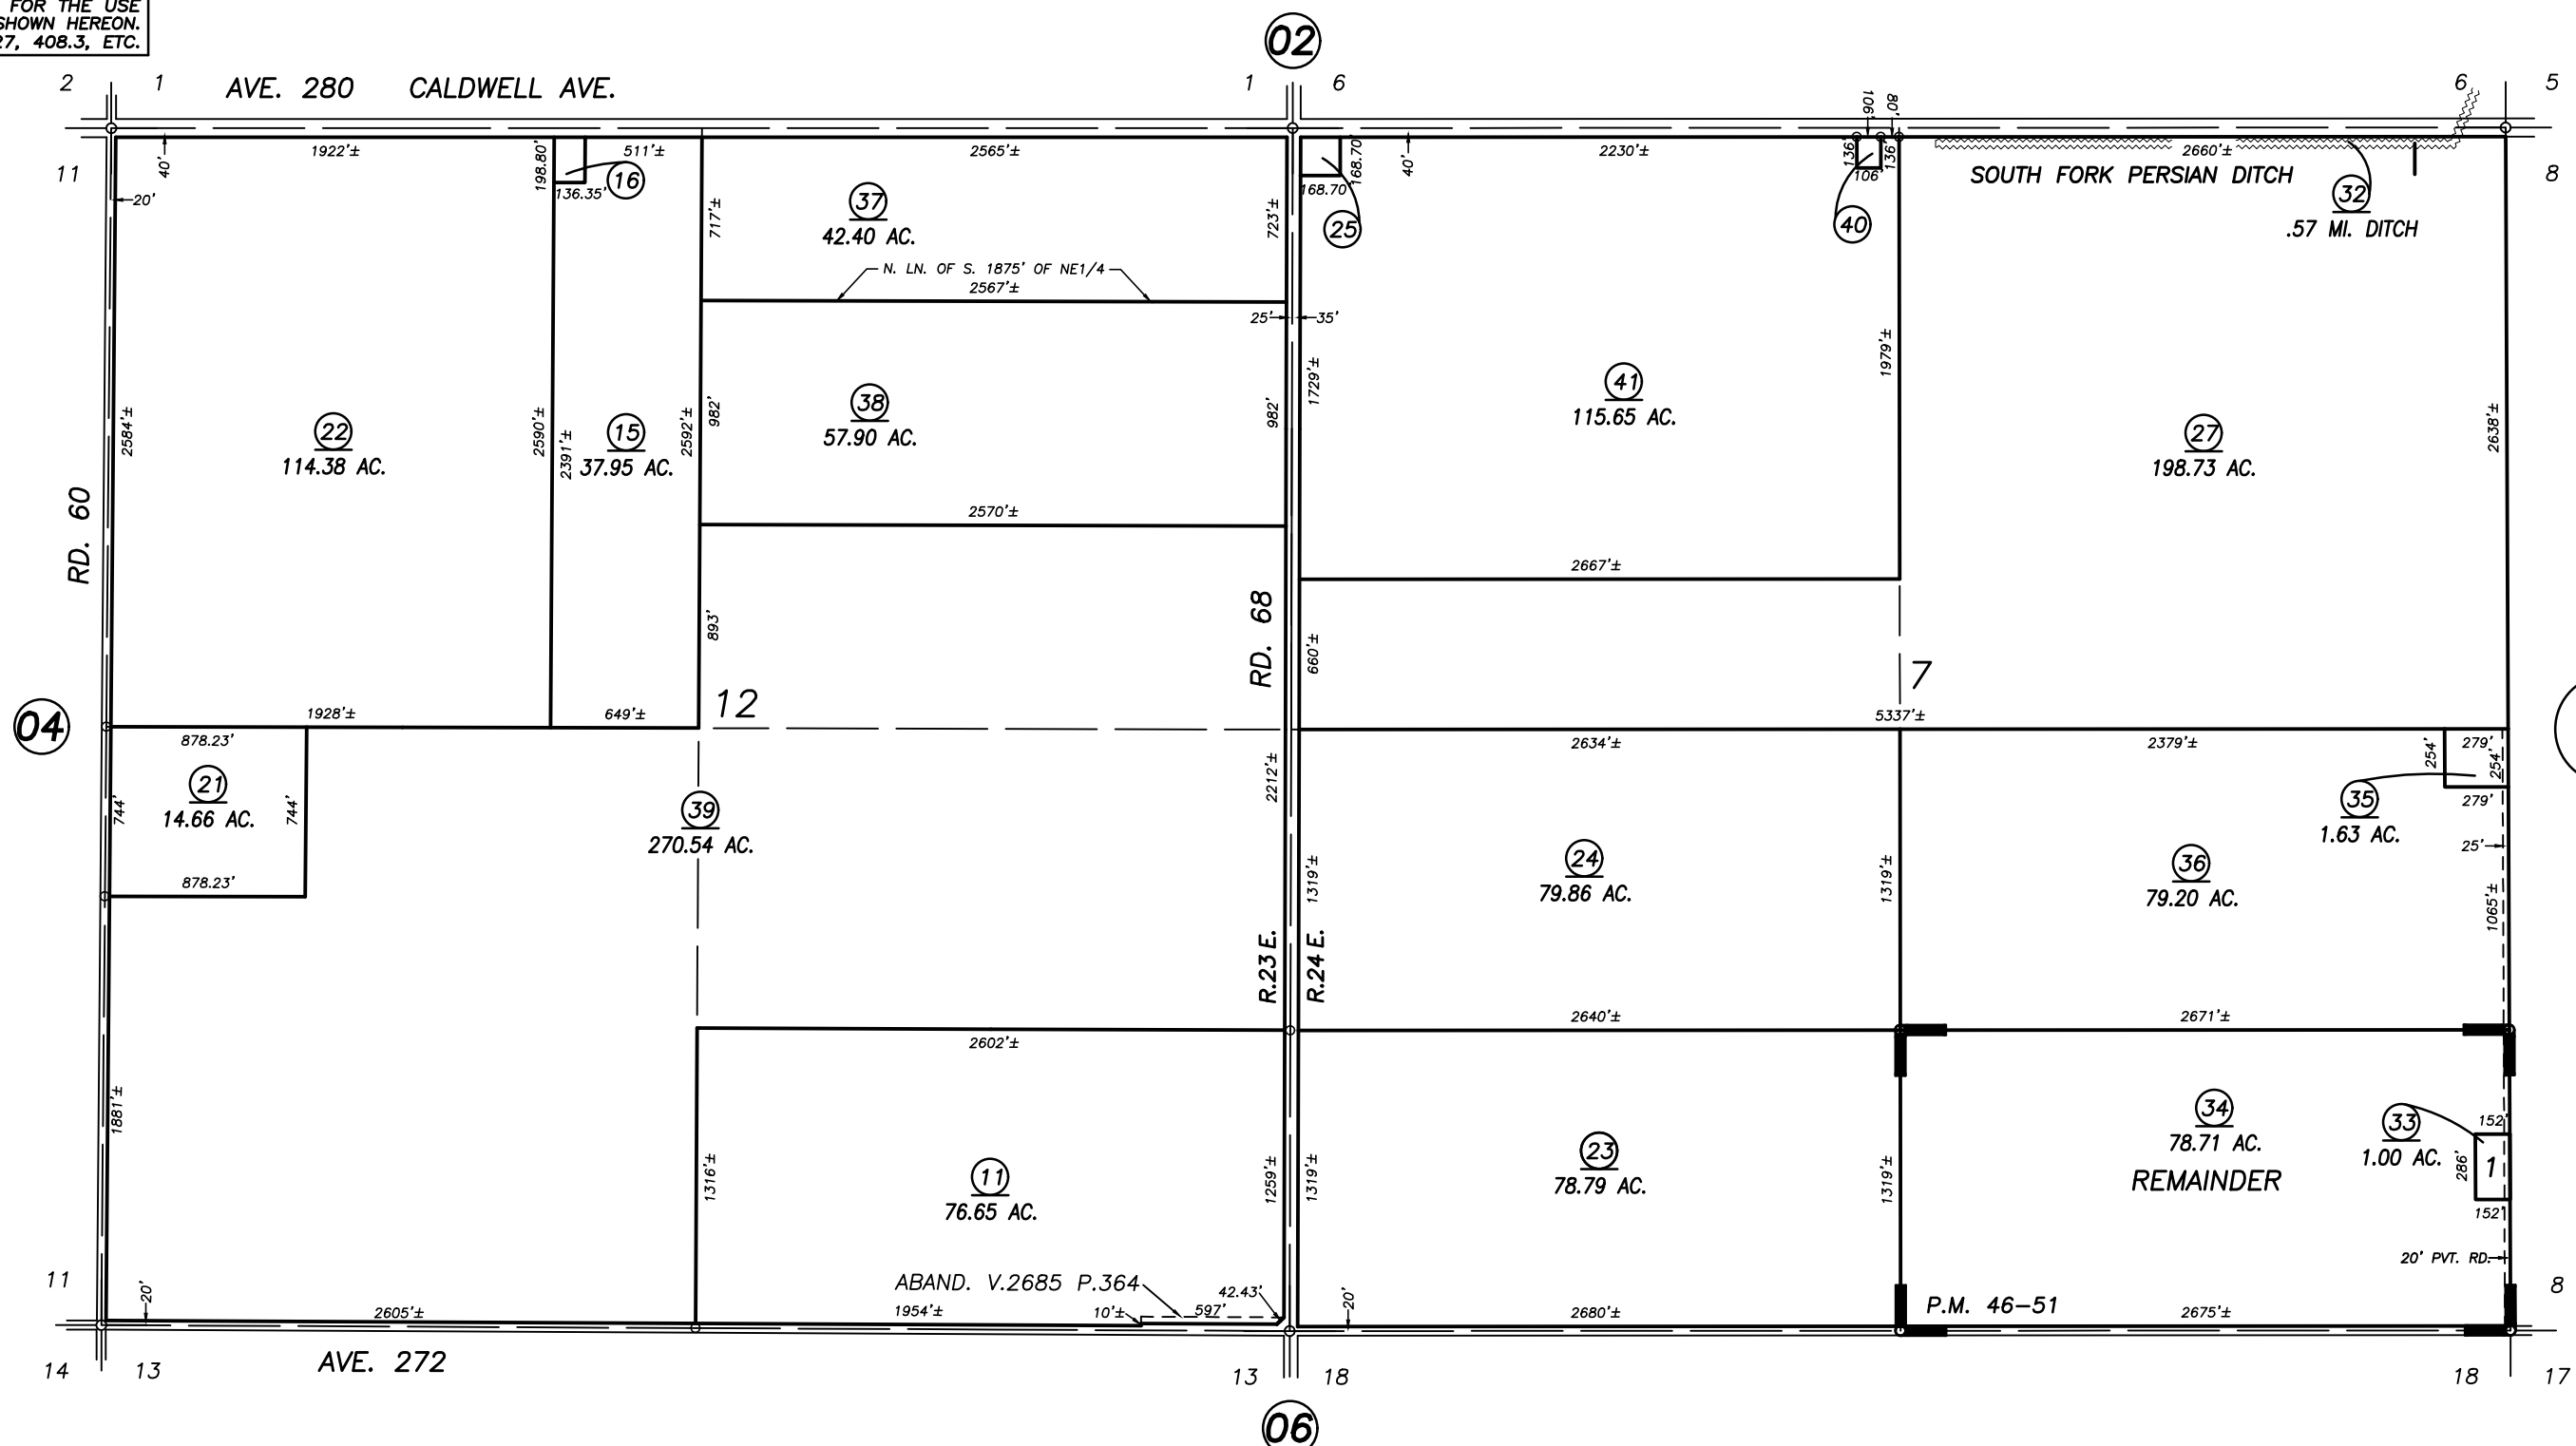 FOR THE USE
SHOWN HEREON.
27, 408.3, ETC.
02
2 1 AVE. 280 CALDWELL AVE. 1 6 6 5
106' 80'
11 40' 1922'± 198.80' 511'± 2565'± 168.70' 40' 2230'± 136' 136' 2660'± 8
20' 136.35' 16 168.70' 106' SOUTH FORK PERSIAN DITCH 32
.57 MI. DITCH
717'± 37 723'± 25 40
42.40 AC.
N. LN. OF S. 1875' OF NE1/4
2567'±
25' 35'
1729'± 1979'±
2584'± 22 2590'± 2391'± 15 2592'± 982' 38 982' 41 27 2638'±
114.38 AC. 37.95 AC. 57.90 AC. 115.65 AC. 198.73 AC.
2570'±
RD. 60
2667'±
893' RD. 68 660'±
12 7
1928'± 649'± 5337'±
04
878.23' 2634'± 2379'± 254' 279' 254'
744' 21 744' 2212'± 279'
14.66 AC. 39 35
270.54 AC. 1.63 AC.
25'
878.23' 1319'± 24 1319'± 36 1065'±
79.86 AC. 79.20 AC.
R.23 E. R.24 E.
2602'± 2640'± 2671'±
1881'± 34 33 152'
78.71 AC. 1.00 AC. 286' 1
REMAINDER 152'
1316'± 11 1259'± 1319'± 23 1319'±
76.65 AC. 78.79 AC.
20' PVT. RD.
11 20' ABAND. V.2685 P.364 42.43' 20' 8
2605'± 1954'± 10'± 597' 2680'± P.M. 46-51 2675'±
14 13 AVE. 272 13 18 18 17
06